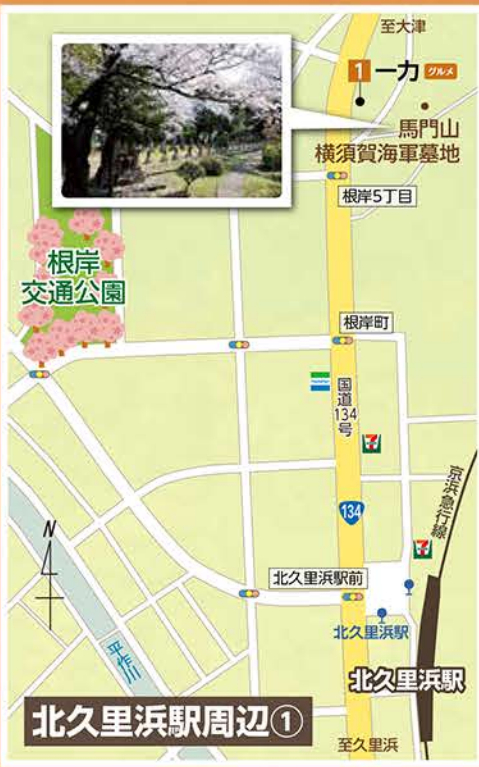 至大津
1 一力 グルメ
馬門山
横須賀海軍墓地
根岸5丁目
根岸
交通公園
根岸町
国道134号
134
京浜急行線
N
北久里浜駅前
北久里浜駅
北久里浜駅
平作川
北久里浜駅周辺①
至久里浜